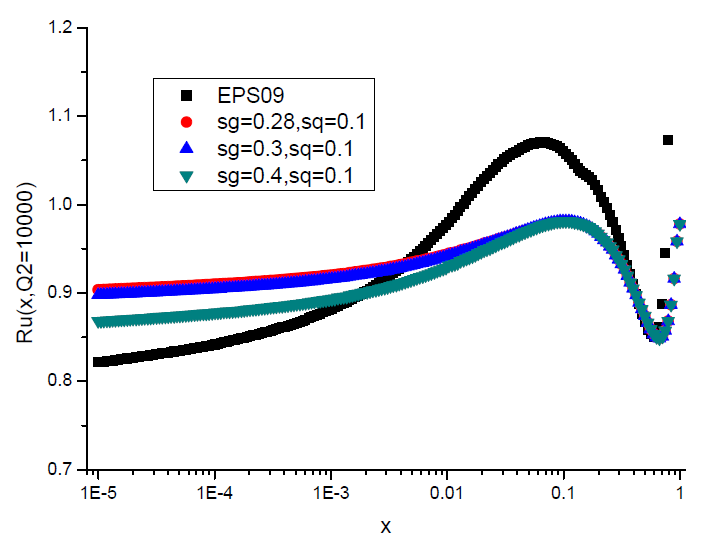 1.2
1.1
1.0
0.9
0.8
0.7
Ru(x,Q2=10000)
EPS09
sg=0.28,sq=0.1
sg=0.3,sq=0.1
sg=0.4,sq=0.1
1E-5 1E-4 1E-3 0.01 0.1 1
x